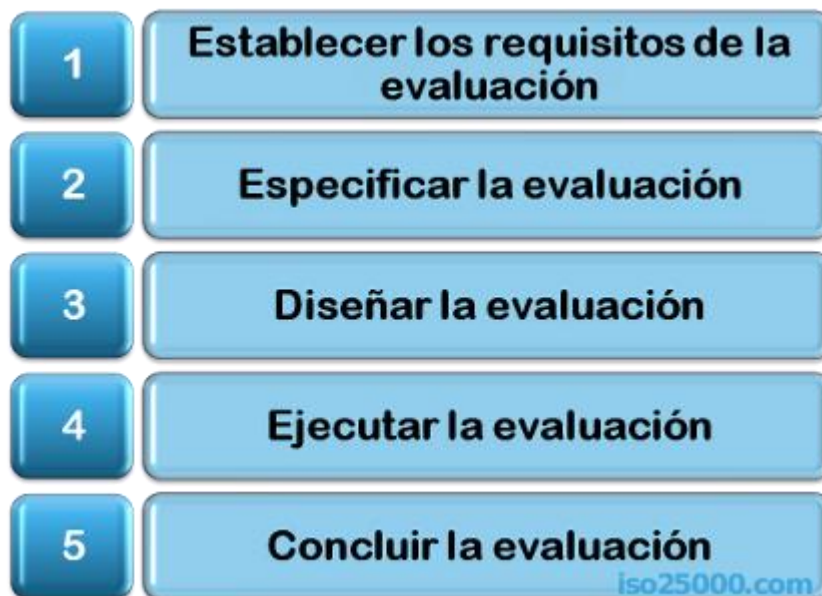 1
Establecer los requisitos de la
evaluación
2
Especificar la evaluación
3
Diseñar la evaluación
4
Ejecutar la evaluación
5
Concluir la evaluación
iso25000.com